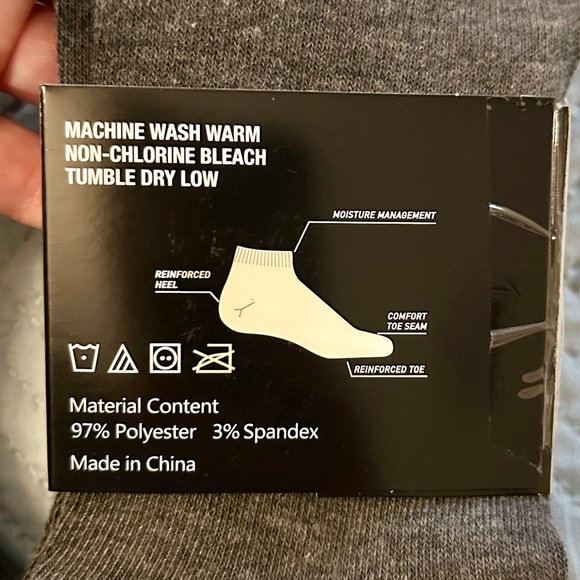 MACHINE WASH WARM
NON-CHLORINE BLEACH
TUMBLE DRY LOW
MOISTURE MANAGEMENT
REINFORCED
HEEL
COMFORT
TOE SEAM
REINFORCED TOE
Material Content
97% Polyester 3% Spandex
Made in China